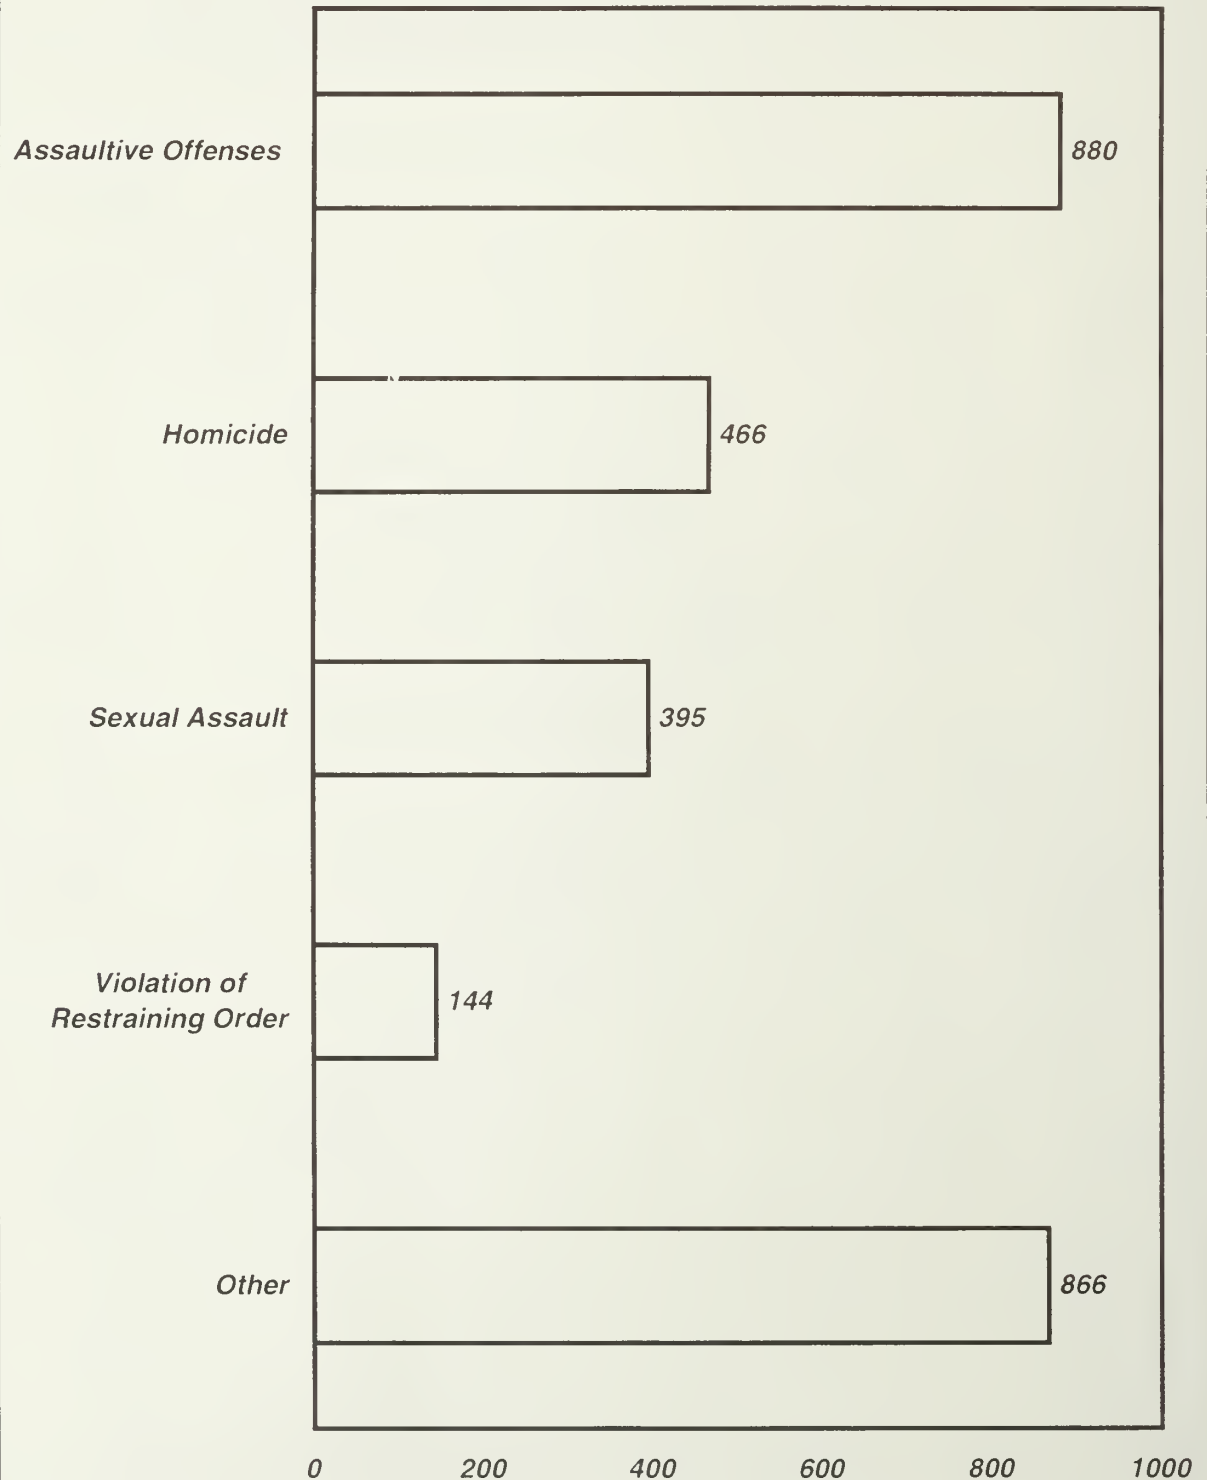 Assaultive Offenses
880
Homicide
466
Sexual Assault
395
Violation of
Restraining Order
144
Other
866
0 200 400 600 800 1000